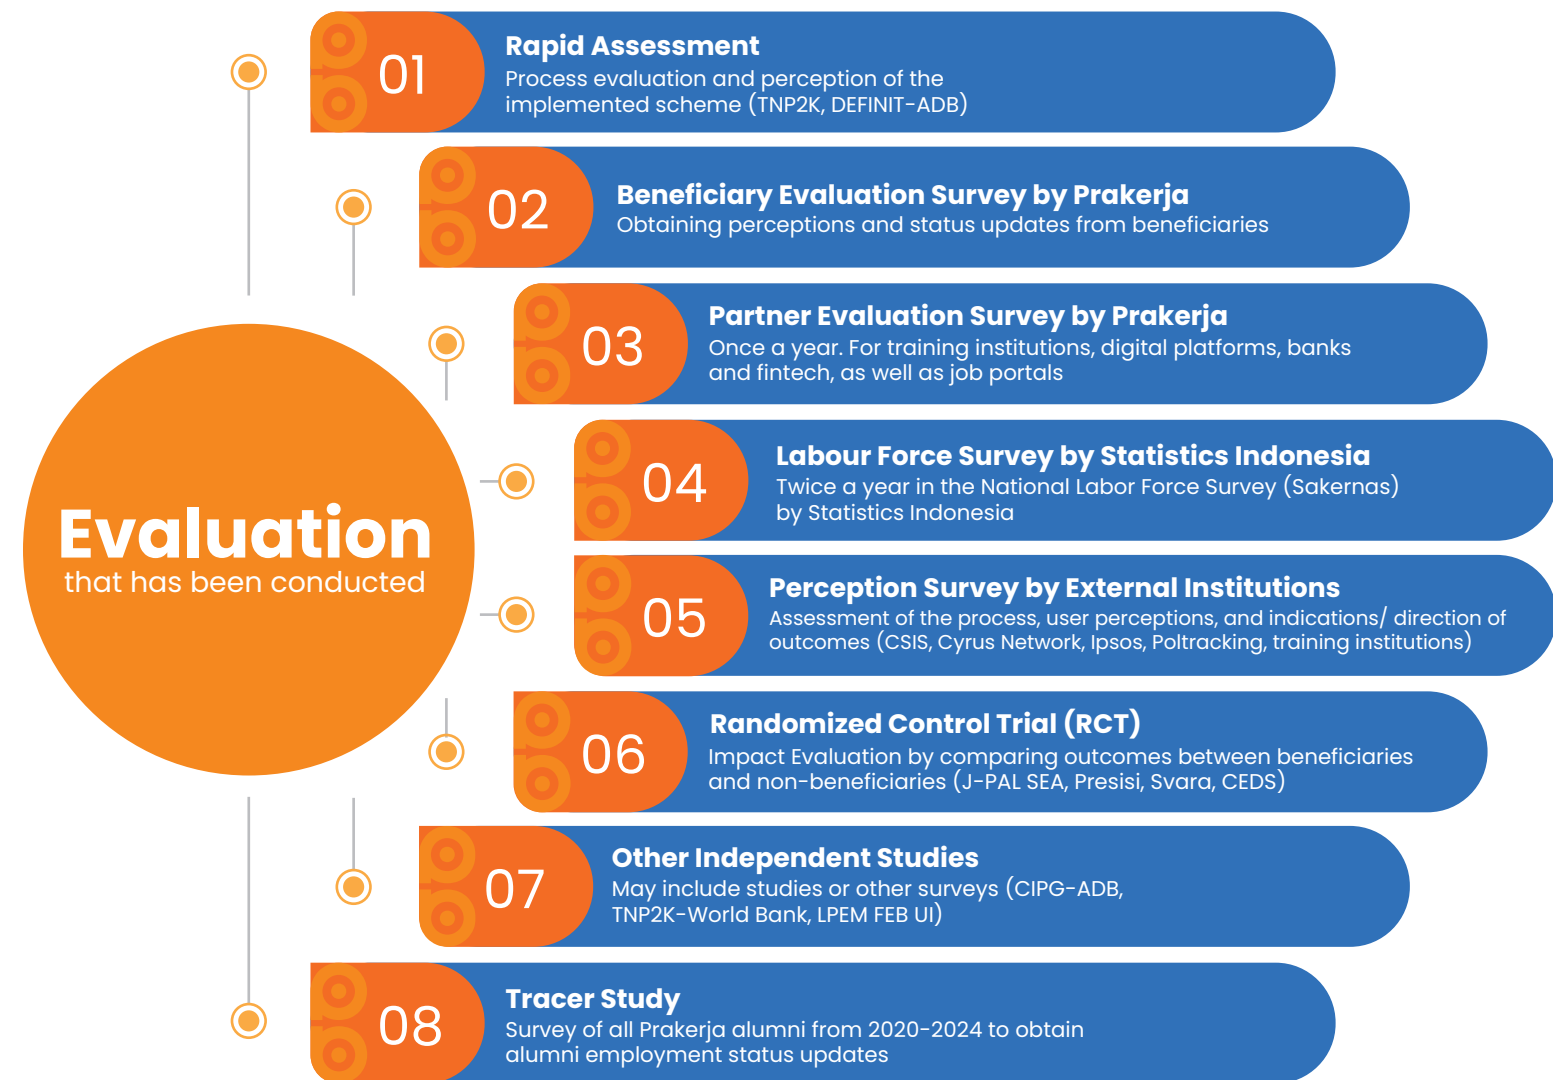 Evaluation
that has been conducted
01
Rapid Assessment
Process evaluation and perception of the
implemented scheme (TNP2K, DEFINIT-ADB)
02
Beneficiary Evaluation Survey by Prakerja
Obtaining perceptions and status updates from beneficiaries
03
Partner Evaluation Survey by Prakerja
Once a year. For training institutions, digital platforms, banks
and fintech, as well as job portals
04
Labour Force Survey by Statistics Indonesia
Twice a year in the National Labor Force Survey (Sakernas)
by Statistics Indonesia
05
Perception Survey by External Institutions
Assessment of the process, user perceptions, and indications/ direction of
outcomes (CSIS, Cyrus Network, Ipsos, Poltracking, training institutions)
06
Randomized Control Trial (RCT)
Impact Evaluation by comparing outcomes between beneficiaries
and non-beneficiaries (J-PAL SEA, Presisi, Svara, CEDS)
07
Other Independent Studies
May include studies or other surveys (CIPG-ADB,
TNP2K-World Bank, LPEM FEB UI)
08
Tracer Study
Survey of all Prakerja alumni from 2020-2024 to obtain
alumni employment status updates